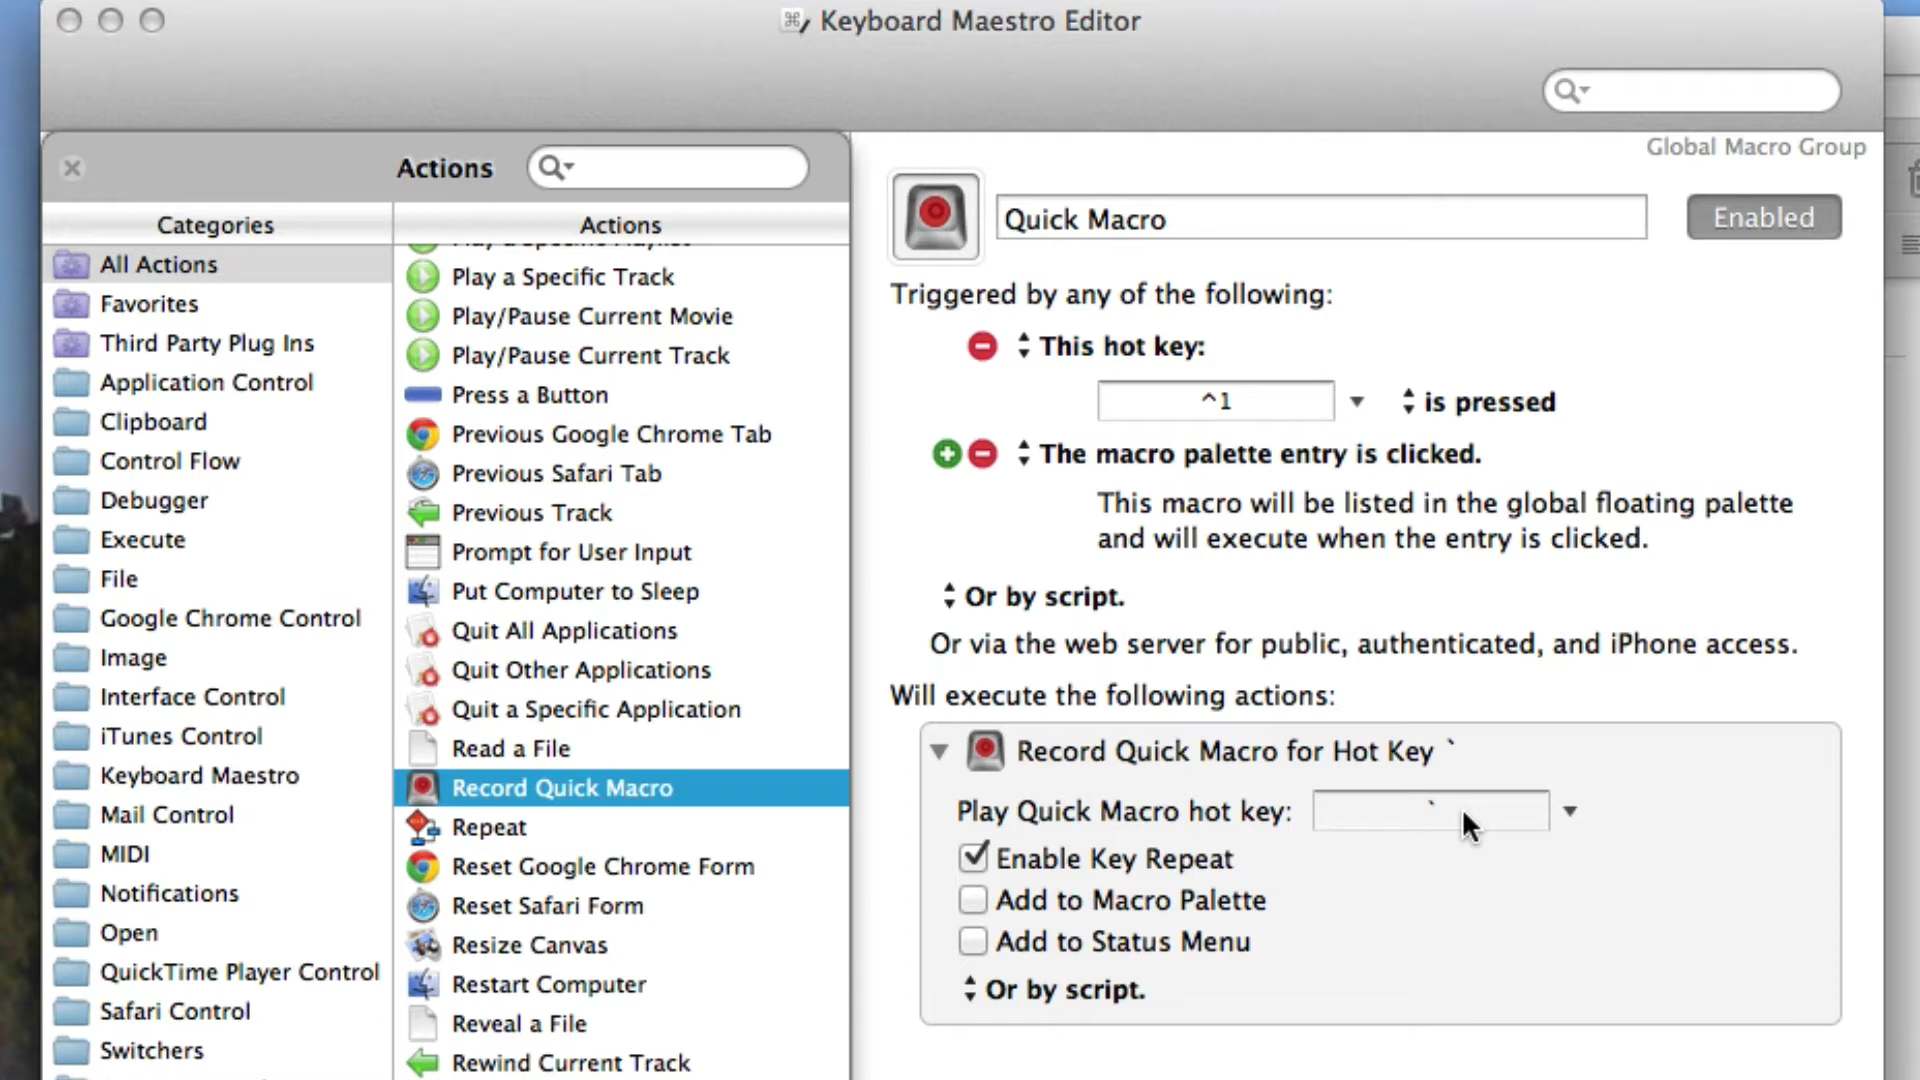 Keyboard Maestro Editor
Global Macro Group
Actions
Categories
Actions
All Actions
Favorites
Third Party Plug Ins
Application Control
Clipboard
Control Flow
Debugger
Execute
File
Google Chrome Control
Image
Interface Control
iTunes Control
Keyboard Maestro
Mail Control
MIDI
Notifications
Open
QuickTime Player Control
Safari Control
Switchers
Play a Specific Playlist
Play a Specific Track
Play/Pause Current Movie
Play/Pause Current Track
Press a Button
Previous Google Chrome Tab
Previous Safari Tab
Previous Track
Prompt for User Input
Put Computer to Sleep
Quit All Applications
Quit Other Applications
Quit a Specific Application
Read a File
Record Quick Macro
Repeat
Reset Google Chrome Form
Reset Safari Form
Resize Canvas
Restart Computer
Reveal a File
Rewind Current Track
Quick Macro
Enabled
Triggered by any of the following:
This hot key:
^1 is pressed
The macro palette entry is clicked.
This macro will be listed in the global floating palette
and will execute when the entry is clicked.
Or by script.
Or via the web server for public, authenticated, and iPhone access.
Will execute the following actions:
Record Quick Macro for Hot Key `
Play Quick Macro hot key: `
Enable Key Repeat
Add to Macro Palette
Add to Status Menu
Or by script.